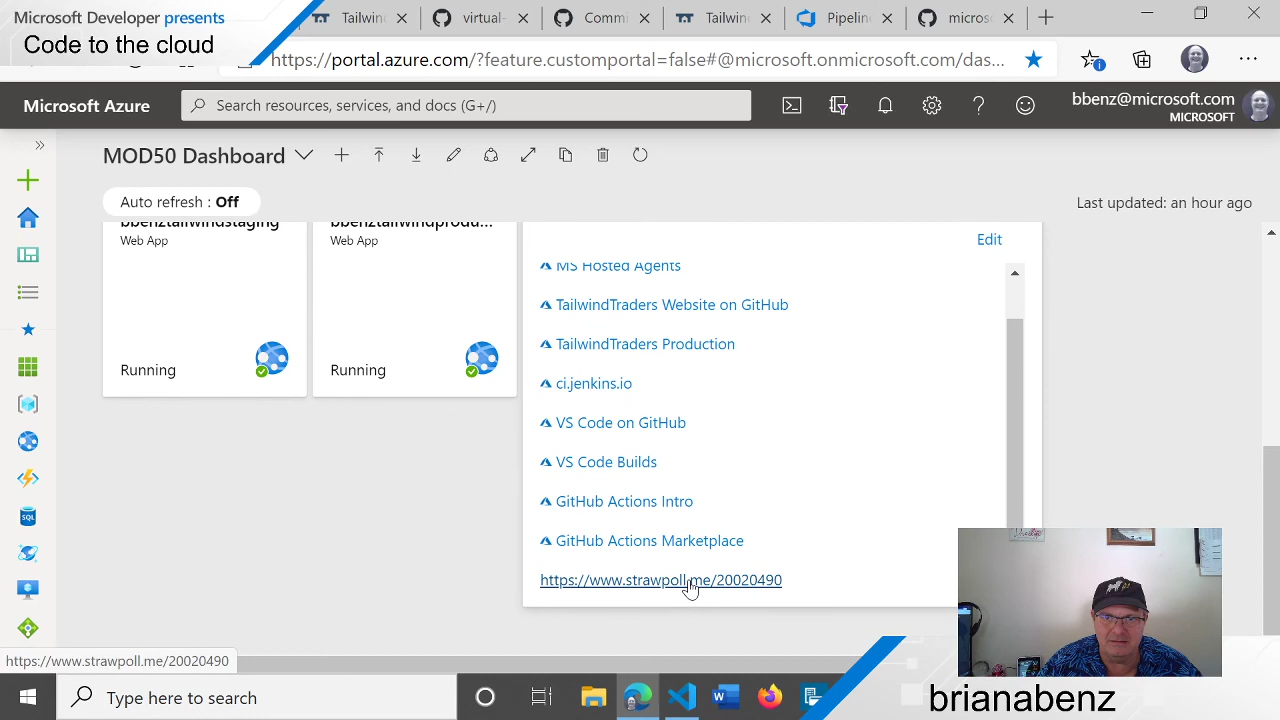 Microsoft Developer presents
Code to the cloud
Tailwin
virtual-
Commi
Tailwin
Pipelin
micros
https://portal.azure.com/?feature.customportal=false#@microsoft.onmicrosoft.com/das...
Microsoft Azure
Search resources, services, and docs (G+/)
bbenz@microsoft.com
MICROSOFT
MOD50 Dashboard
Auto refresh : Off
Last updated: an hour ago
bbenztailwindstaging
Web App
Running
bbenztailwindprodu...
Web App
Running
Edit
MS Hosted Agents
TailwindTraders Website on GitHub
TailwindTraders Production
ci.jenkins.io
VS Code on GitHub
VS Code Builds
GitHub Actions Intro
GitHub Actions Marketplace
https://www.strawpoll.me/20020490
https://www.strawpoll.me/20020490
Type here to search
brianabenz